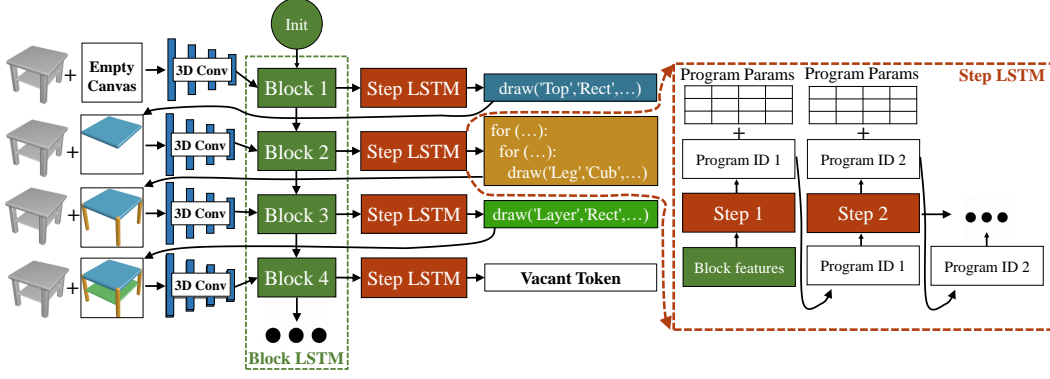 Init
+
Empty
Canvas
3D Conv
Block 1
Step LSTM
draw('Top','Rect',…)
+
3D Conv
Block 2
Step LSTM
for (…):
for (…):
draw('Leg','Cub',…)
+
3D Conv
Block 3
Step LSTM
draw('Layer','Rect',…)
+
3D Conv
Block 4
Step LSTM
Vacant Token
Block LSTM
Step LSTM
Program Params
Program Params
+
+
Program ID 1
Program ID 2
Step 1
Step 2
Block features
Program ID 1
Program ID 2